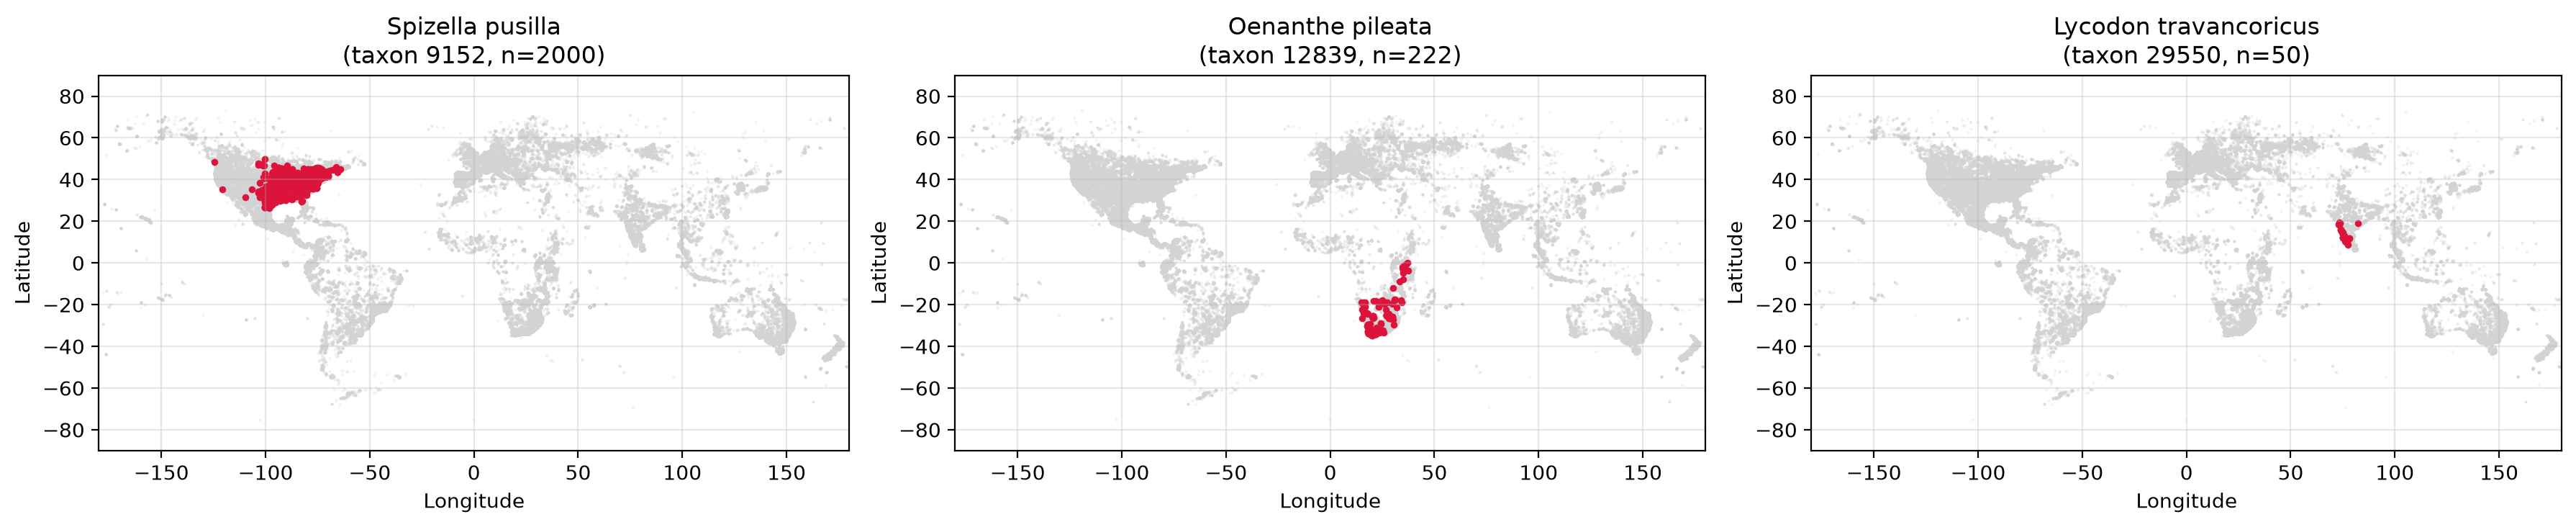 Spizella pusilla
(taxon 9152, n=2000)
80
60
40
20
0
−20
−40
−60
−80
Latitude
−150 −100 −50 0 50 100 150
Longitude
Oenanthe pileata
(taxon 12839, n=222)
80
60
40
20
0
−20
−40
−60
−80
Latitude
−150 −100 −50 0 50 100 150
Longitude
Lycodon travancoricus
(taxon 29550, n=50)
80
60
40
20
0
−20
−40
−60
−80
Latitude
−150 −100 −50 0 50 100 150
Longitude